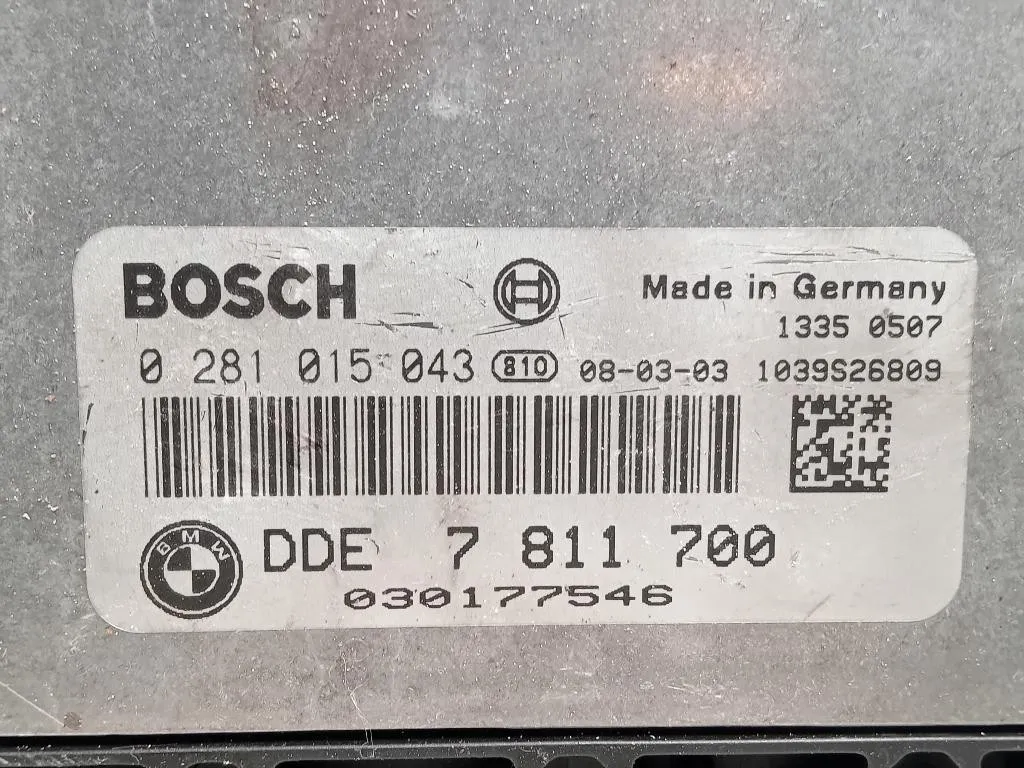 BOSCH
Made in Germany
1335 0507
0 281 015 043 810 08-03-03 1039S26809
BMW
DDE 7 811 700
030177546